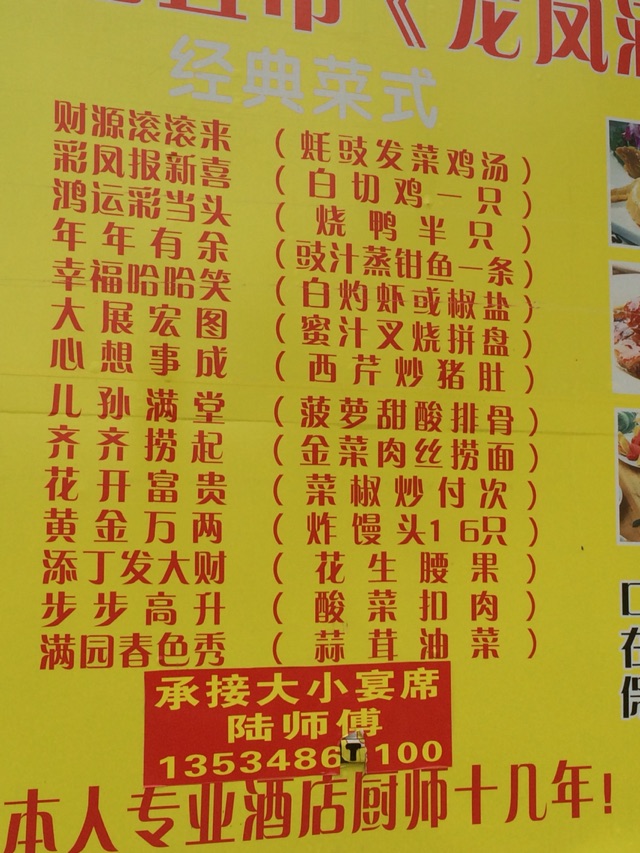 《龙凤
经典菜式
财源滚滚来 （蚝豉发菜鸡汤）
彩凤报新喜 （白切鸡一只）
鸿运彩当头 （烧鸭半只）
年年有余 （豉汁蒸钳鱼一条）
幸福哈哈笑 （白灼虾或椒盐）
大展宏图 （蜜汁叉烧拼盘）
心想事成 （西芹炒猪肚）
儿孙满堂 （菠萝甜酸排骨）
齐齐捞起 （金菜肉丝捞面）
花开富贵 （菜椒炒付次）
黄金万两 （炸馒头16只）
添丁发大财 （花生腰果）
步步高升 （酸菜扣肉）
满园春色秀 （蒜茸油菜）
承接大小宴席
陆师傅
1353486 100
本人专业酒店厨师十几年！
口
在